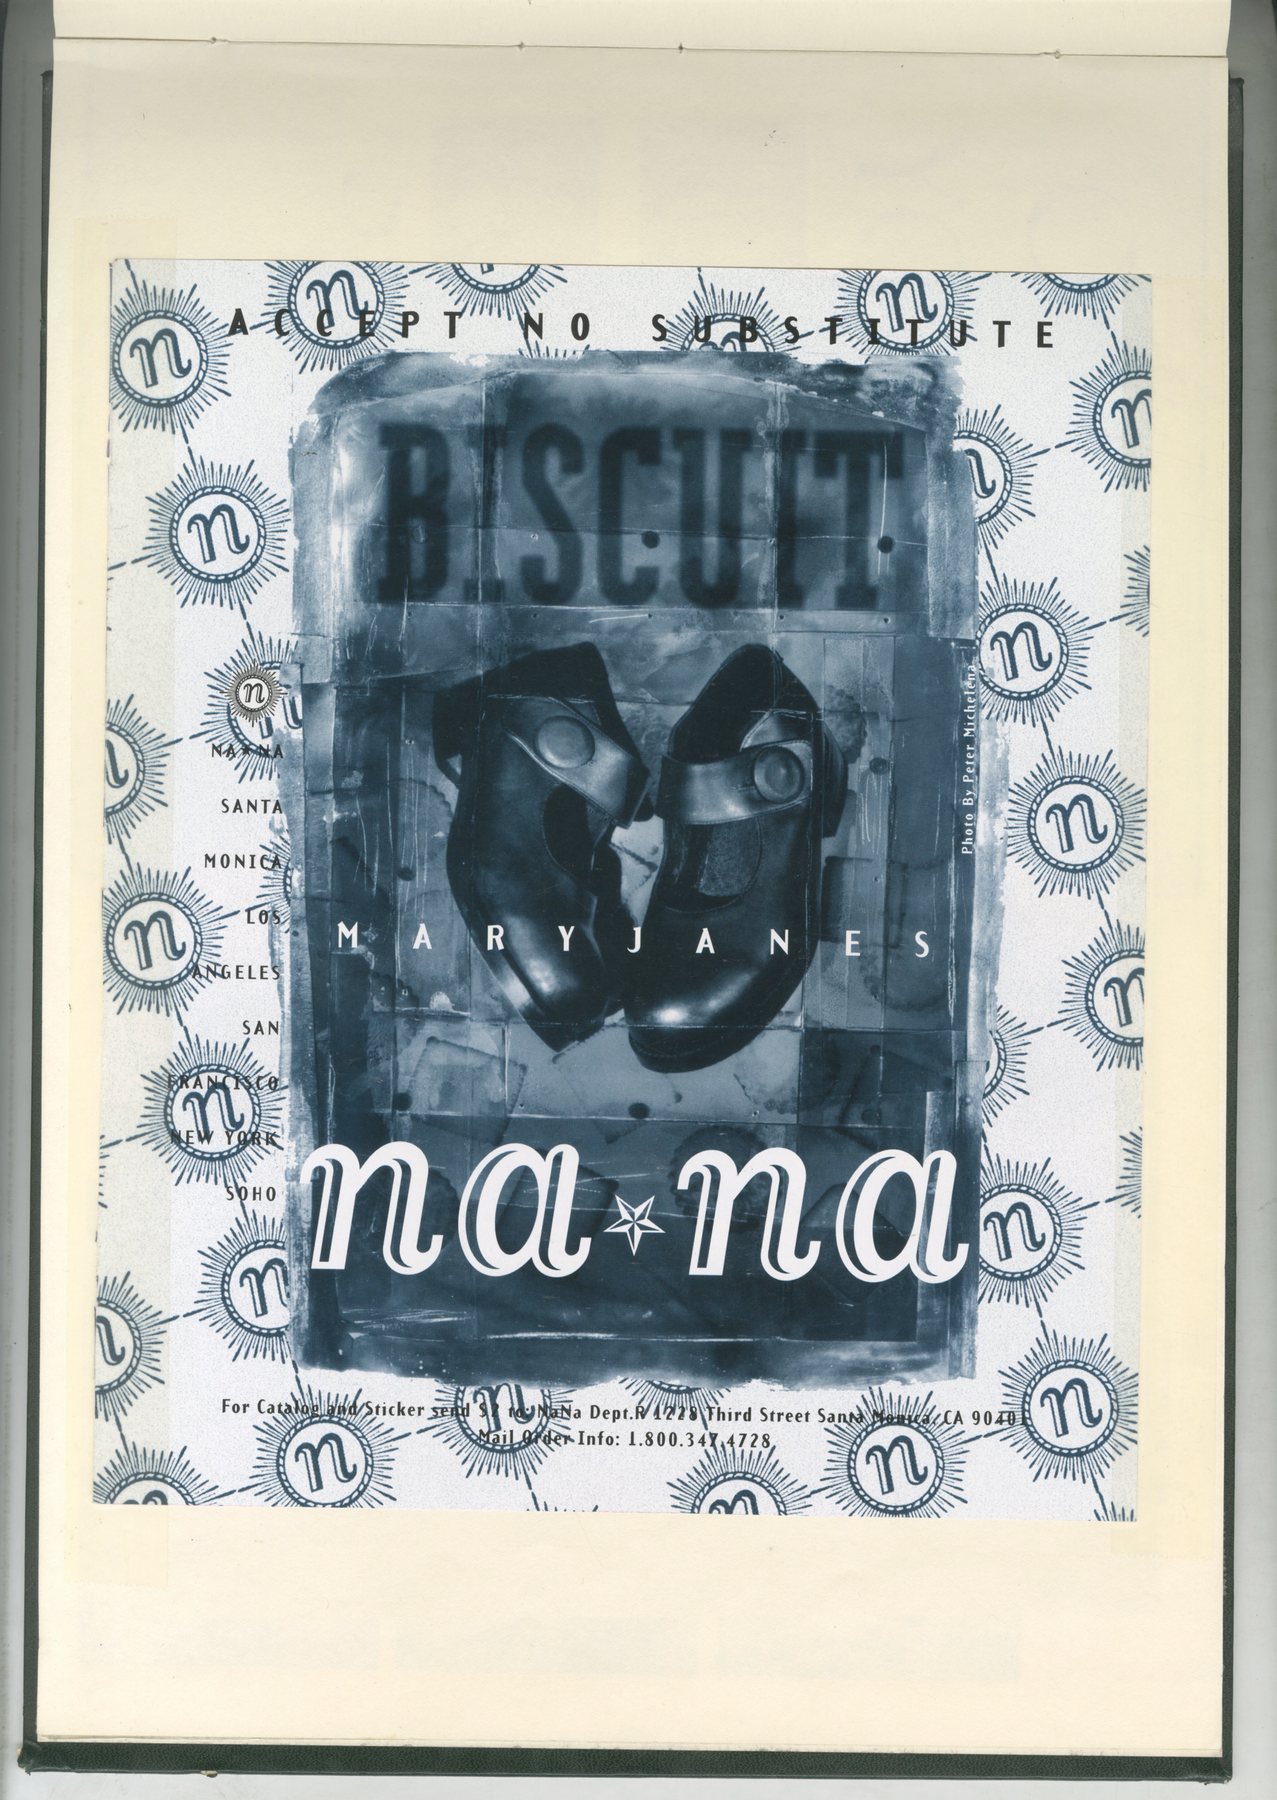 ACCEPT NO SUBSTITUTE
BISCUIT
n
NA★NA
SANTA
MONICA
LOS
ANGELES
SAN
FRANCISCO
NEW YORK
SOHO
Photo By Peter Michelena
MARYJANES
na★na
For Catalog and Sticker send $2 to: NaNa Dept.R 1228 Third Street Santa Monica, CA 90401
Mail Order Info: 1.800.347.4728